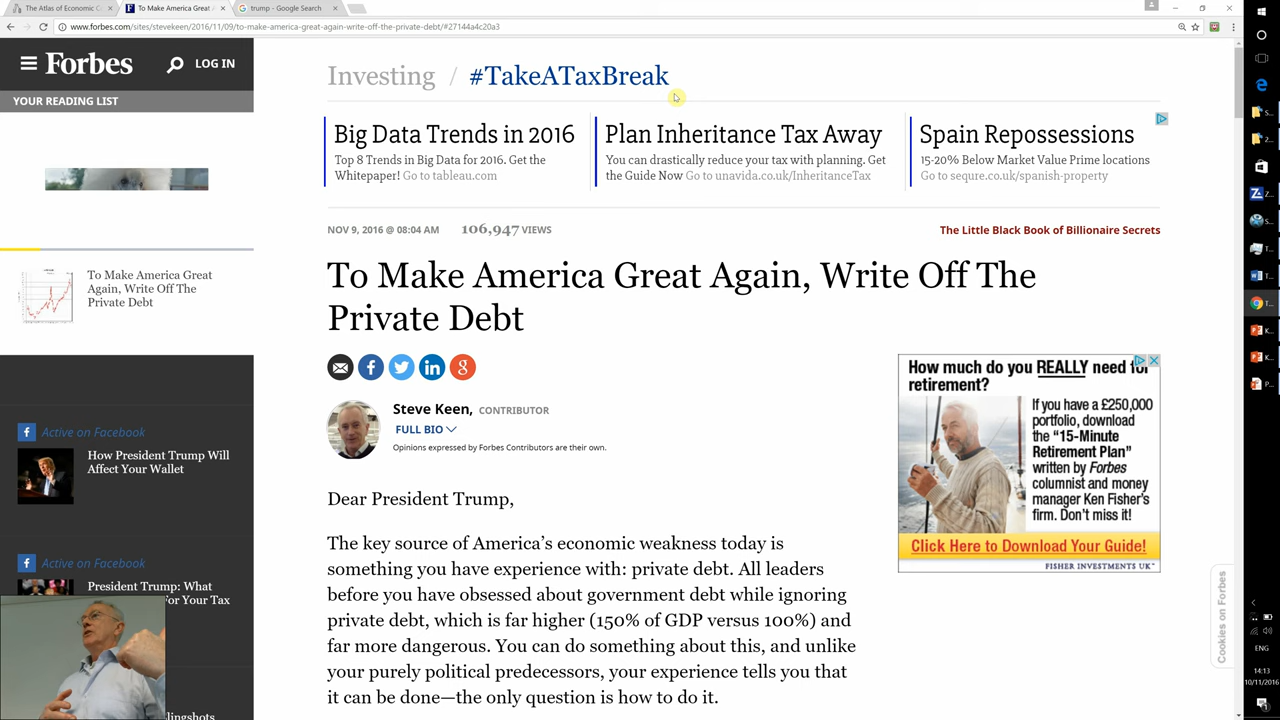 The Atlas of Economic C
To Make America Great A
trump - Google Search
www.forbes.com/sites/stevekeen/2016/11/09/to-make-america-great-again-write-off-the-private-debt/#27144a4c20a3
Forbes
LOG IN
YOUR READING LIST
To Make America Great
Again, Write Off The
Private Debt
Active on Facebook
How President Trump Will
Affect Your Wallet
Active on Facebook
President Trump: What
For Your Tax
lingshots
Investing / #TakeATaxBreak
Big Data Trends in 2016
Top 8 Trends in Big Data for 2016. Get the
Whitepaper! Go to tableau.com
Plan Inheritance Tax Away
You can drastically reduce your tax with planning. Get
the Guide Now Go to unavida.co.uk/InheritanceTax
Spain Repossessions
15-20% Below Market Value Prime locations
Go to sequre.co.uk/spanish-property
NOV 9, 2016 @ 08:04 AM 106,947 VIEWS
The Little Black Book of Billionaire Secrets
To Make America Great Again, Write Off The
Private Debt
Steve Keen, CONTRIBUTOR
FULL BIO
Opinions expressed by Forbes Contributors are their own.
Dear President Trump,
The key source of America's economic weakness today is
something you have experience with: private debt. All leaders
before you have obsessed about government debt while ignoring
private debt, which is far higher (150% of GDP versus 100%) and
far more dangerous. You can do something about this, and unlike
your purely political predecessors, your experience tells you that
it can be done—the only question is how to do it.
How much do you REALLY need for
retirement?
If you have a £250,000
portfolio, download
the "15-Minute
Retirement Plan"
written by Forbes
columnist and money
manager Ken Fisher's
firm. Don't miss it!
Click Here to Download Your Guide!
FISHER INVESTMENTS UK™
Cookies on Forbes
ENG
14:13
10/11/2016